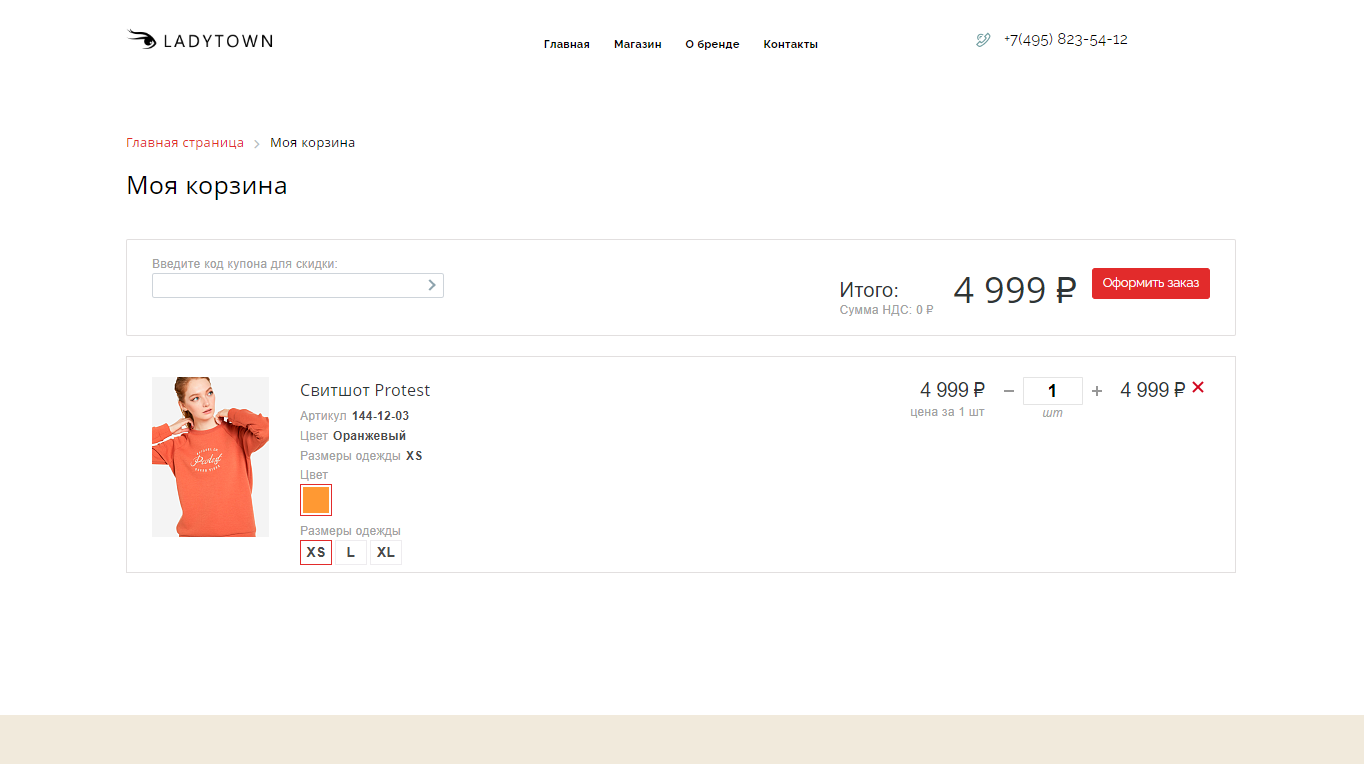 LADYTOWN
Главная Магазин О бренде Контакты
+7(495) 823-54-12
Главная страница Моя корзина
Моя корзина
Введите код купона для скидки:
Итого: 4 999 ₽
Сумма НДС: 0 ₽
Оформить заказ
Свитшот Protest
Артикул 144-12-03
Цвет Оранжевый
Размеры одежды XS
Цвет
Размеры одежды
XS L XL
4 999 ₽
цена за 1 шт
1
шт
4 999 ₽
Protest